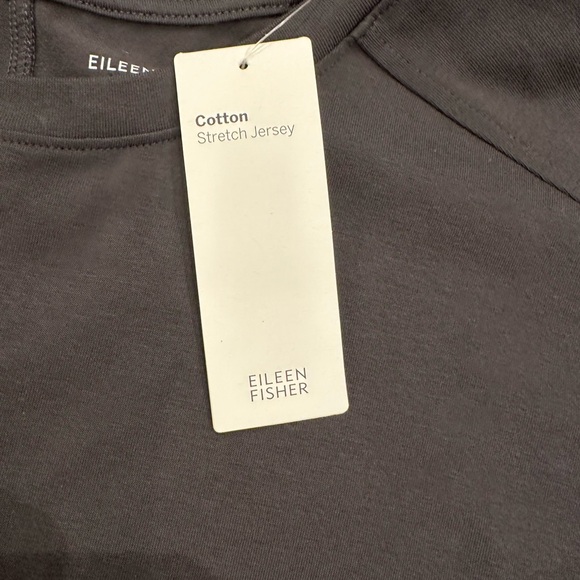 EILEEN
Cotton
Stretch Jersey
EILEEN
FISHER